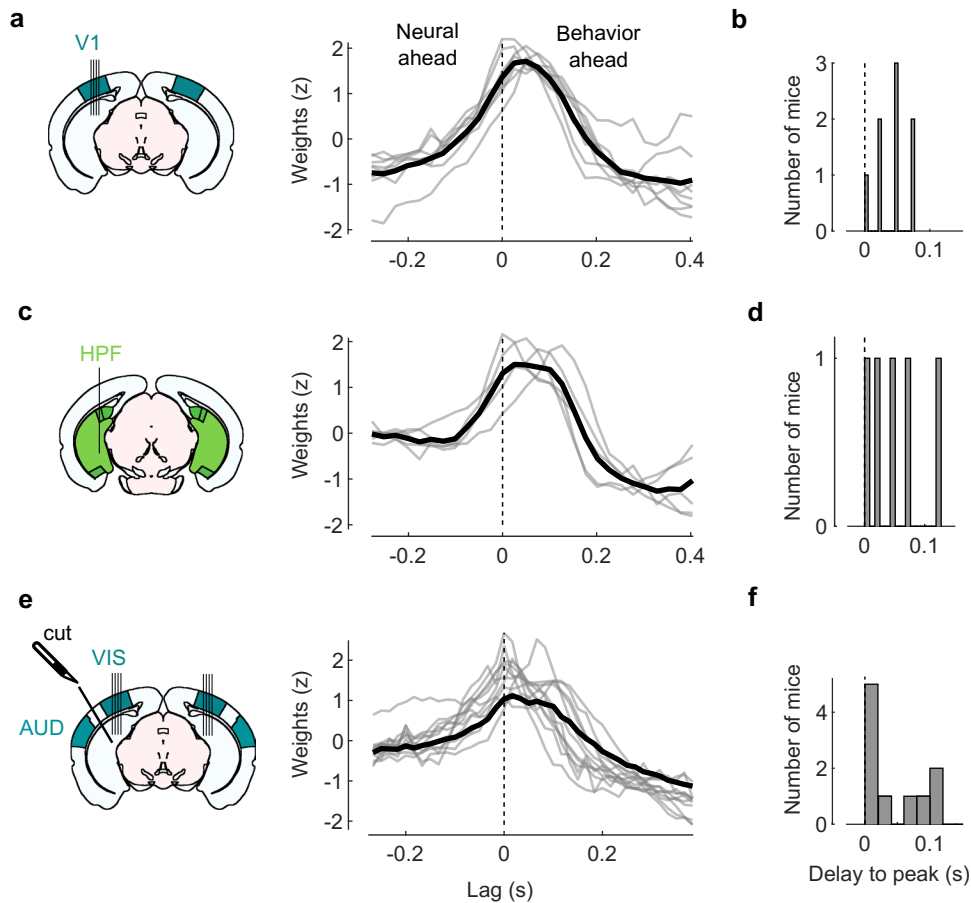 a
V1
Neural
ahead
Behavior
ahead
Weights (z)
2
1
0
-1
-2
-0.2
0
0.2
0.4
b
Number of mice
3
2
1
0
0
0.1
c
HPF
Weights (z)
2
1
0
-1
-2
-0.2
0
0.2
0.4
d
Number of mice
1
0
0
0.1
e
cut
VIS
AUD
Weights (z)
2
1
0
-1
-2
-0.2
0
0.2
Lag (s)
f
Number of mice
4
2
0
0
0.1
Delay to peak (s)